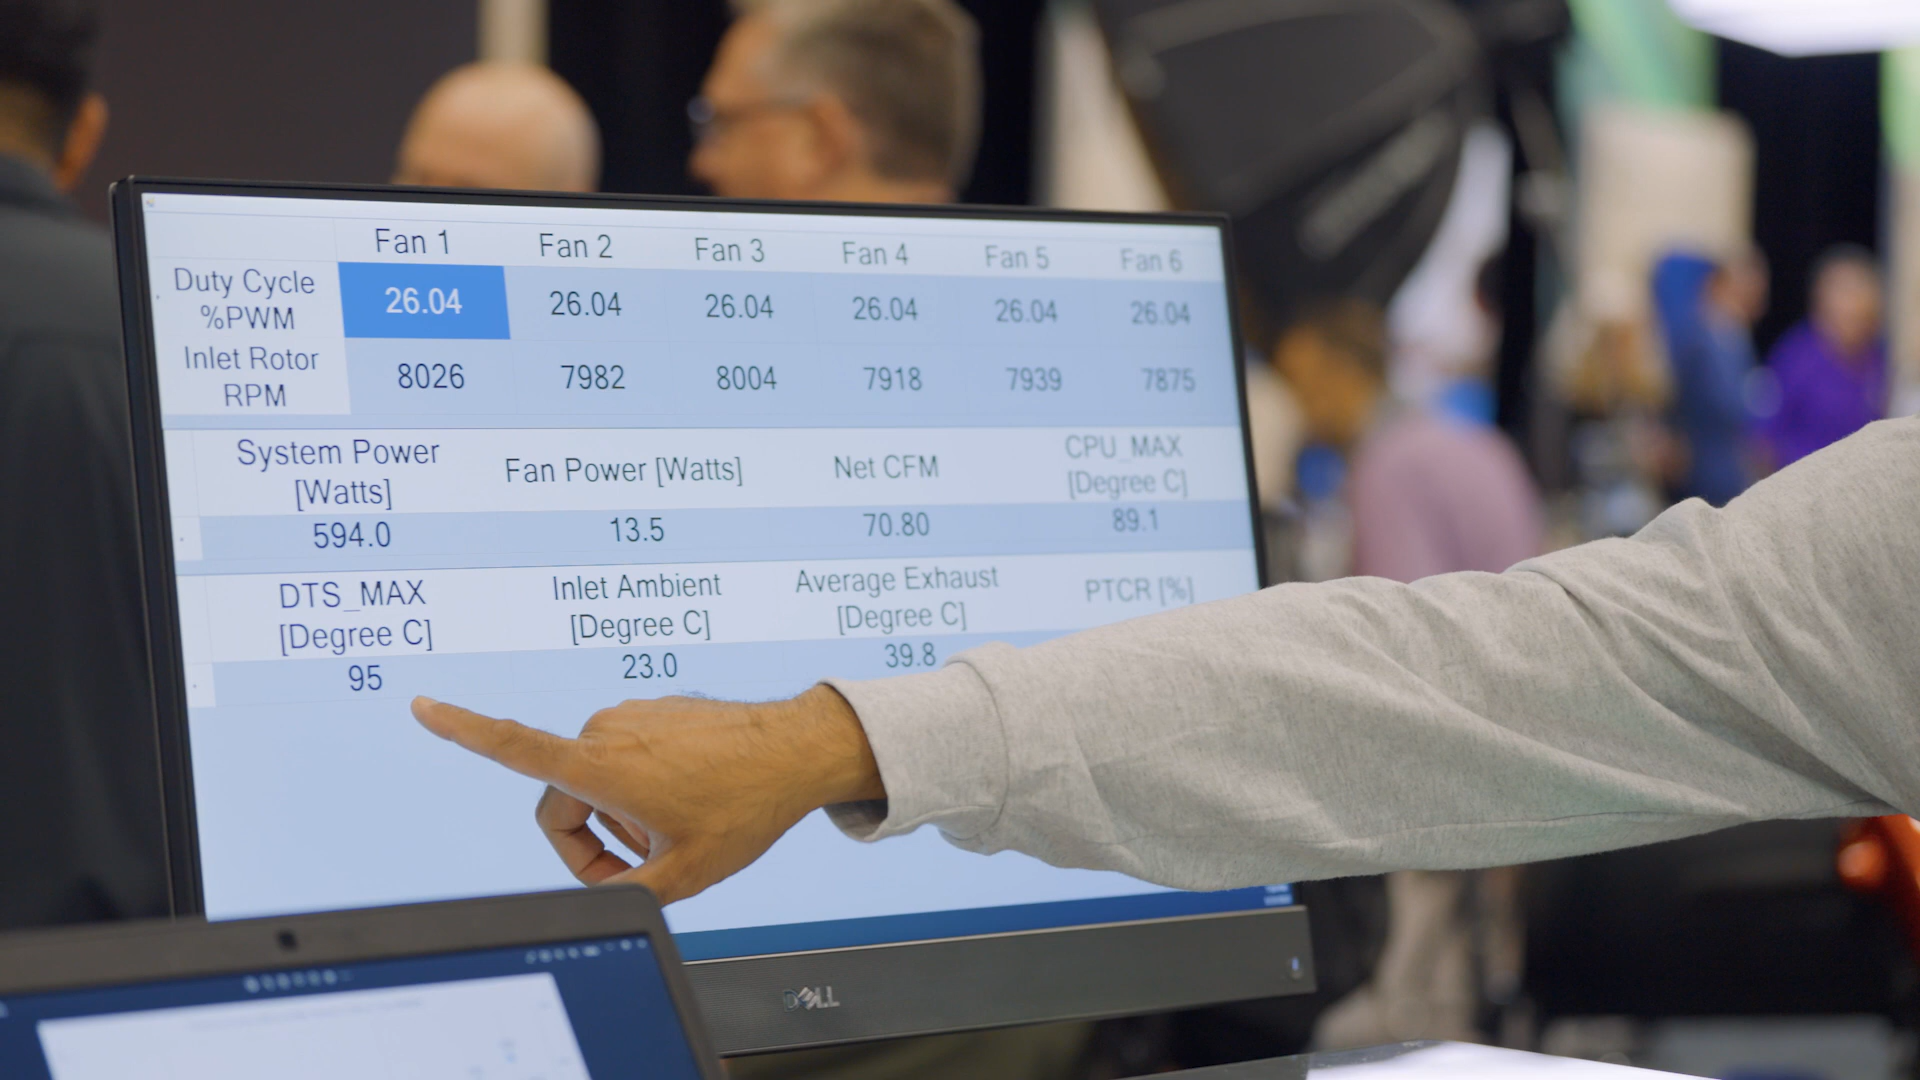 Fan 1 Fan 2 Fan 3 Fan 4 Fan 5 Fan 6
Duty Cycle
%PWM
26.04 26.04 26.04 26.04 26.04 26.04
Inlet Rotor
RPM
8026 7982 8004 7918 7939 7875
System Power
[Watts]
Fan Power [Watts]
Net CFM
CPU_MAX
[Degree C]
594.0 13.5 70.80 89.1
DTS_MAX
[Degree C]
Inlet Ambient
[Degree C]
Average Exhaust
[Degree C]
PTCR [%]
95 23.0 39.8
DELL